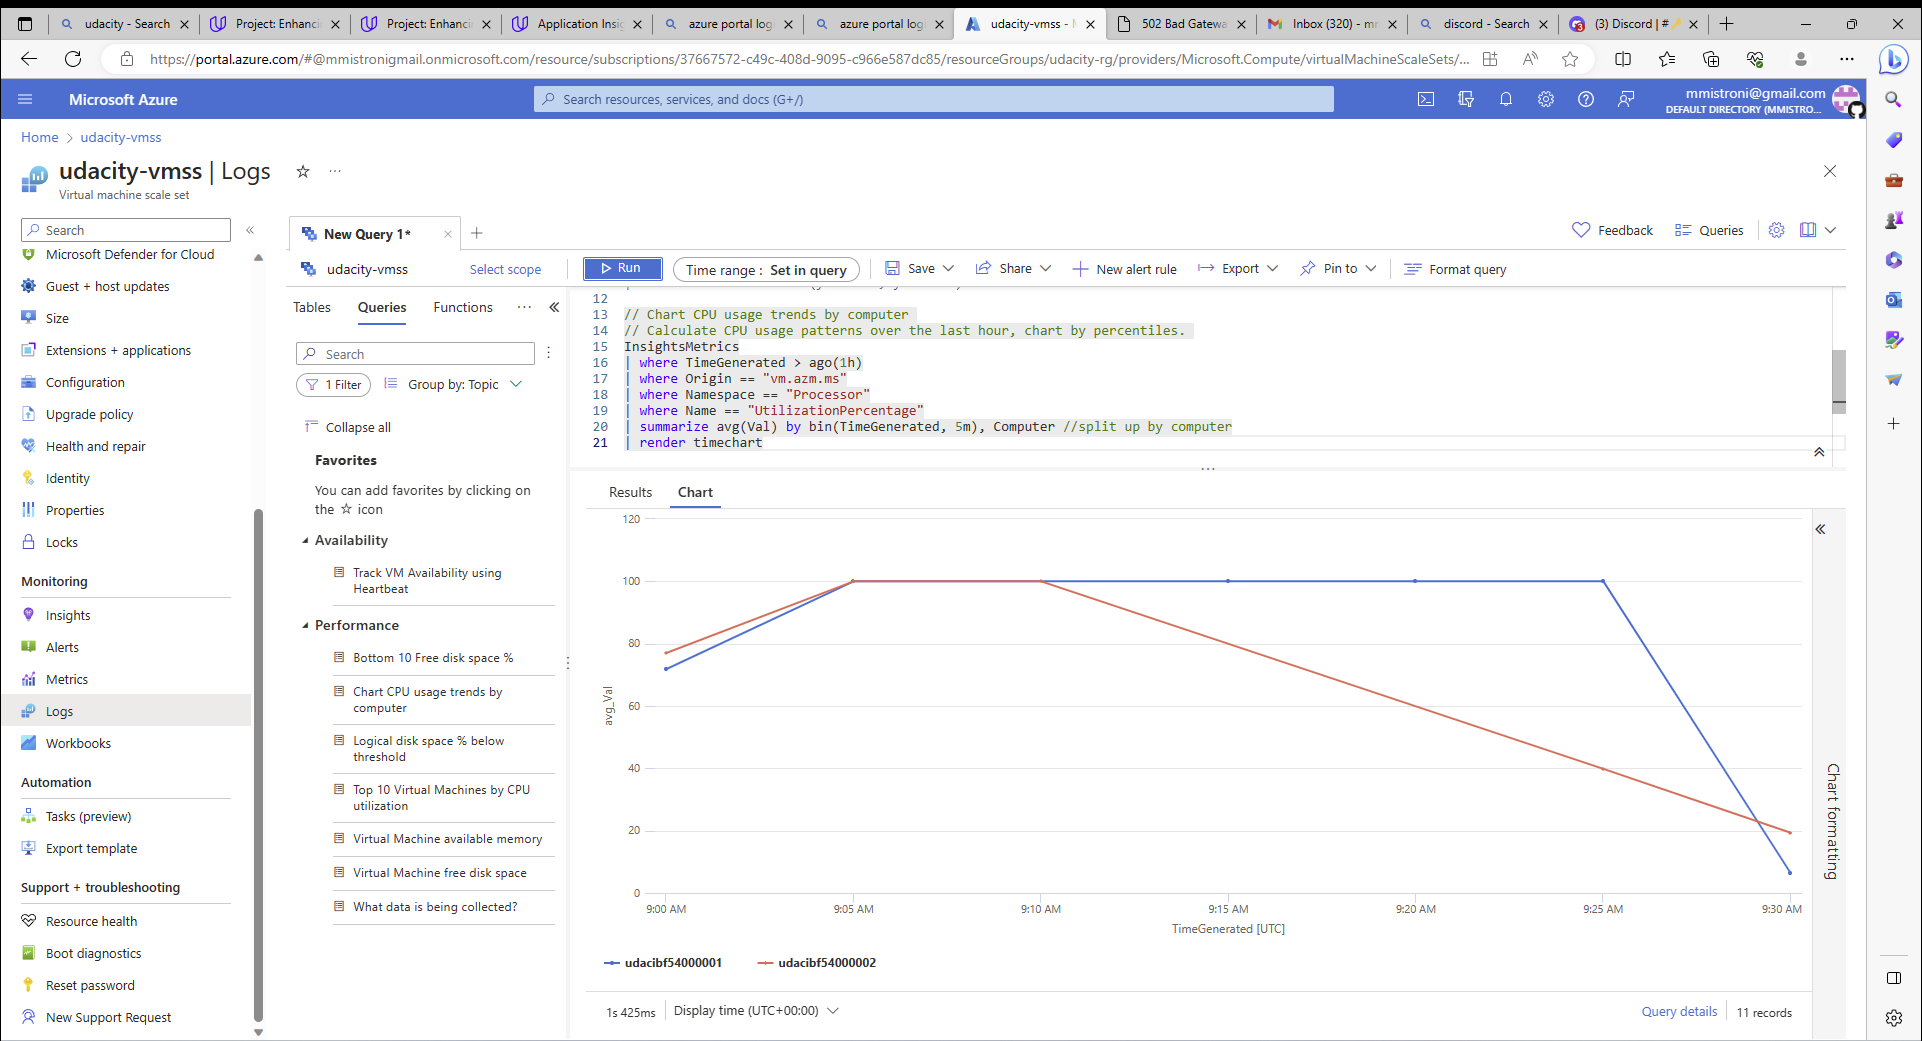 udacity - Search
Project: Enhancin
Project: Enhancin
Application Insig
azure portal logi
azure portal logi
udacity-vmss - M
502 Bad Gatewa
Inbox (320) - mr
discord - Search
(3) Discord | #
https://portal.azure.com/#@mmistronigmail.onmicrosoft.com/resource/subscriptions/37667572-c49c-408d-9095-c966e587dc85/resourceGroups/udacity-rg/providers/Microsoft.Compute/virtualMachineScaleSets/...
Microsoft Azure
Search resources, services, and docs (G+/)
mmistroni@gmail.com
DEFAULT DIRECTORY (MMISTRO...
Home > udacity-vmss
udacity-vmss | Logs
Virtual machine scale set
Search
Microsoft Defender for Cloud
Guest + host updates
Size
Extensions + applications
Configuration
Upgrade policy
Health and repair
Identity
Properties
Locks
Monitoring
Insights
Alerts
Metrics
Logs
Workbooks
Automation
Tasks (preview)
Export template
Support + troubleshooting
Resource health
Boot diagnostics
Reset password
New Support Request
New Query 1*
Feedback
Queries
udacity-vmss
Select scope
Run
Time range : Set in query
Save
Share
New alert rule
Export
Pin to
Format query
Tables
Queries
Functions
Search
1 Filter
Group by: Topic
Collapse all
Favorites
You can add favorites by clicking on
the ☆ icon
Availability
Track VM Availability using
Heartbeat
Performance
Bottom 10 Free disk space %
Chart CPU usage trends by
computer
Logical disk space % below
threshold
Top 10 Virtual Machines by CPU
utilization
Virtual Machine available memory
Virtual Machine free disk space
What data is being collected?
12
13 // Chart CPU usage trends by computer
14 // Calculate CPU usage patterns over the last hour, chart by percentiles.
15 InsightsMetrics
16 | where TimeGenerated > ago(1h)
17 | where Origin == "vm.azm.ms"
18 | where Namespace == "Processor"
19 | where Name == "UtilizationPercentage"
20 | summarize avg(Val) by bin(TimeGenerated, 5m), Computer //split up by computer
21 | render timechart
Results
Chart
120
100
80
60
40
20
0
avg_Val
9:00 AM
9:05 AM
9:10 AM
9:15 AM
9:20 AM
9:25 AM
9:30 AM
TimeGenerated [UTC]
udacibf54000001
udacibf54000002
Chart formatting
1s 425ms
Display time (UTC+00:00)
Query details
11 records